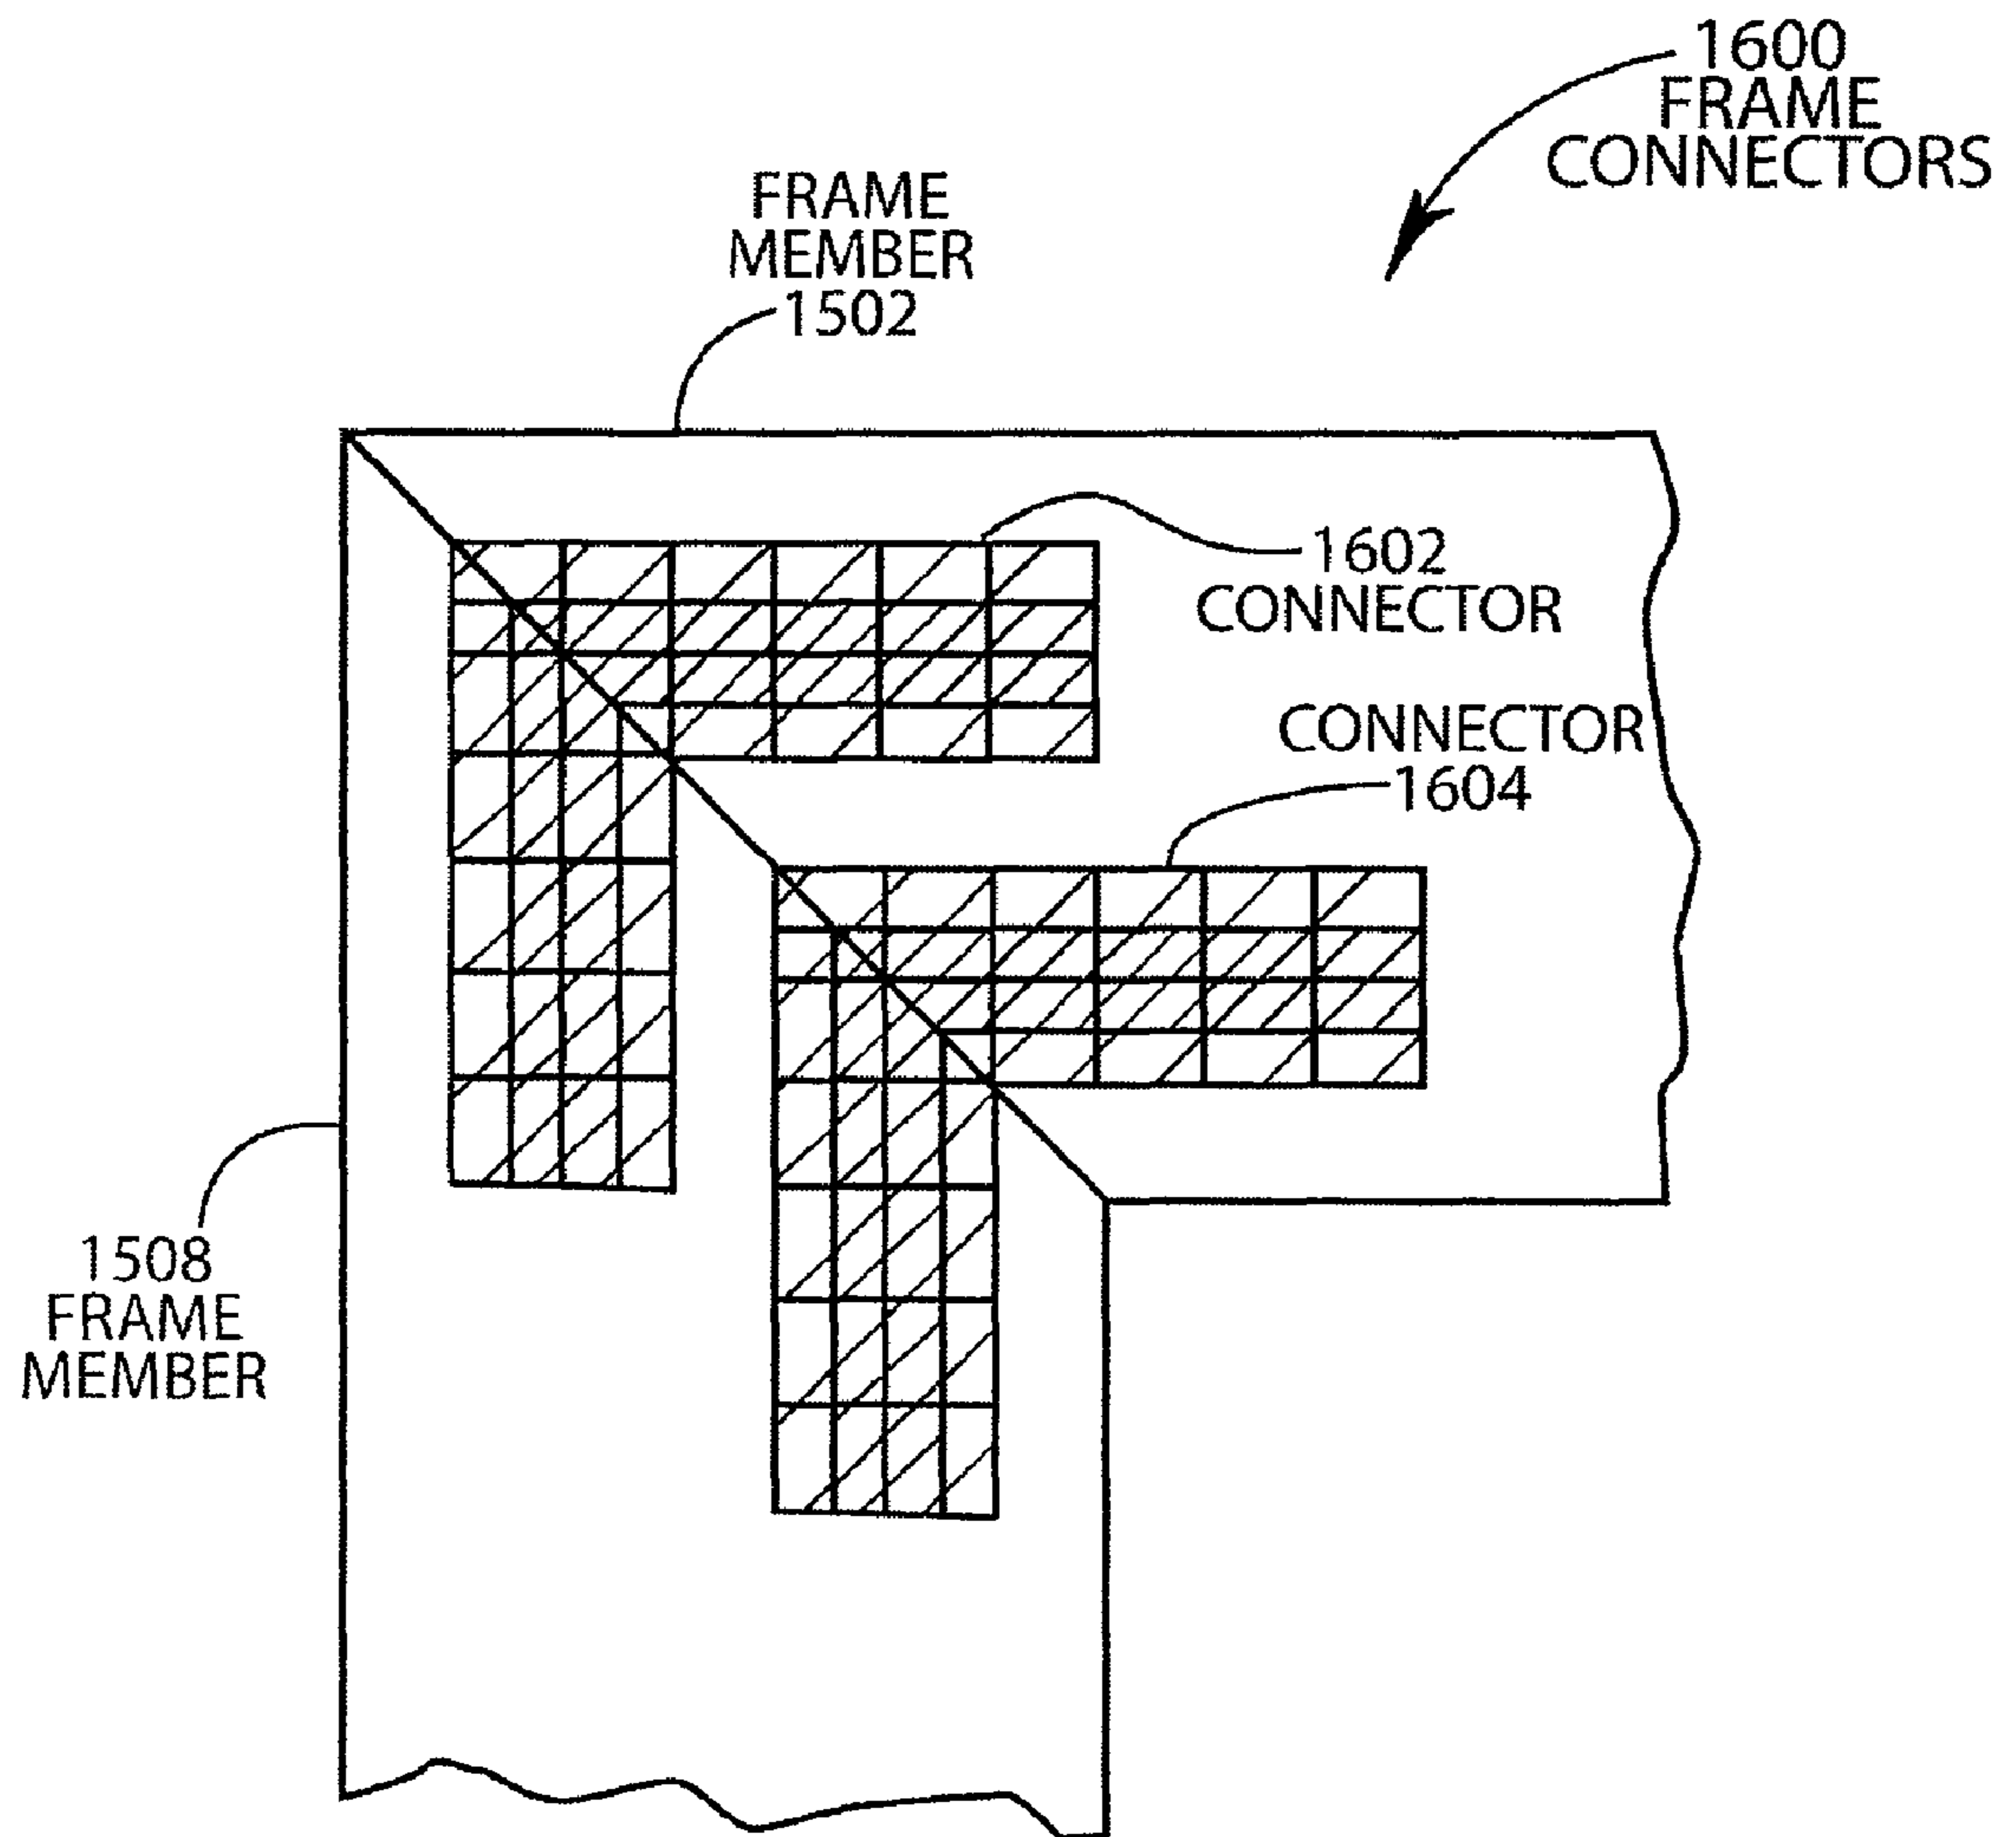 1600
FRAME
CONNECTORS
FRAME
MEMBER
1502
1602
CONNECTOR
CONNECTOR
1604
1508
FRAME
MEMBER